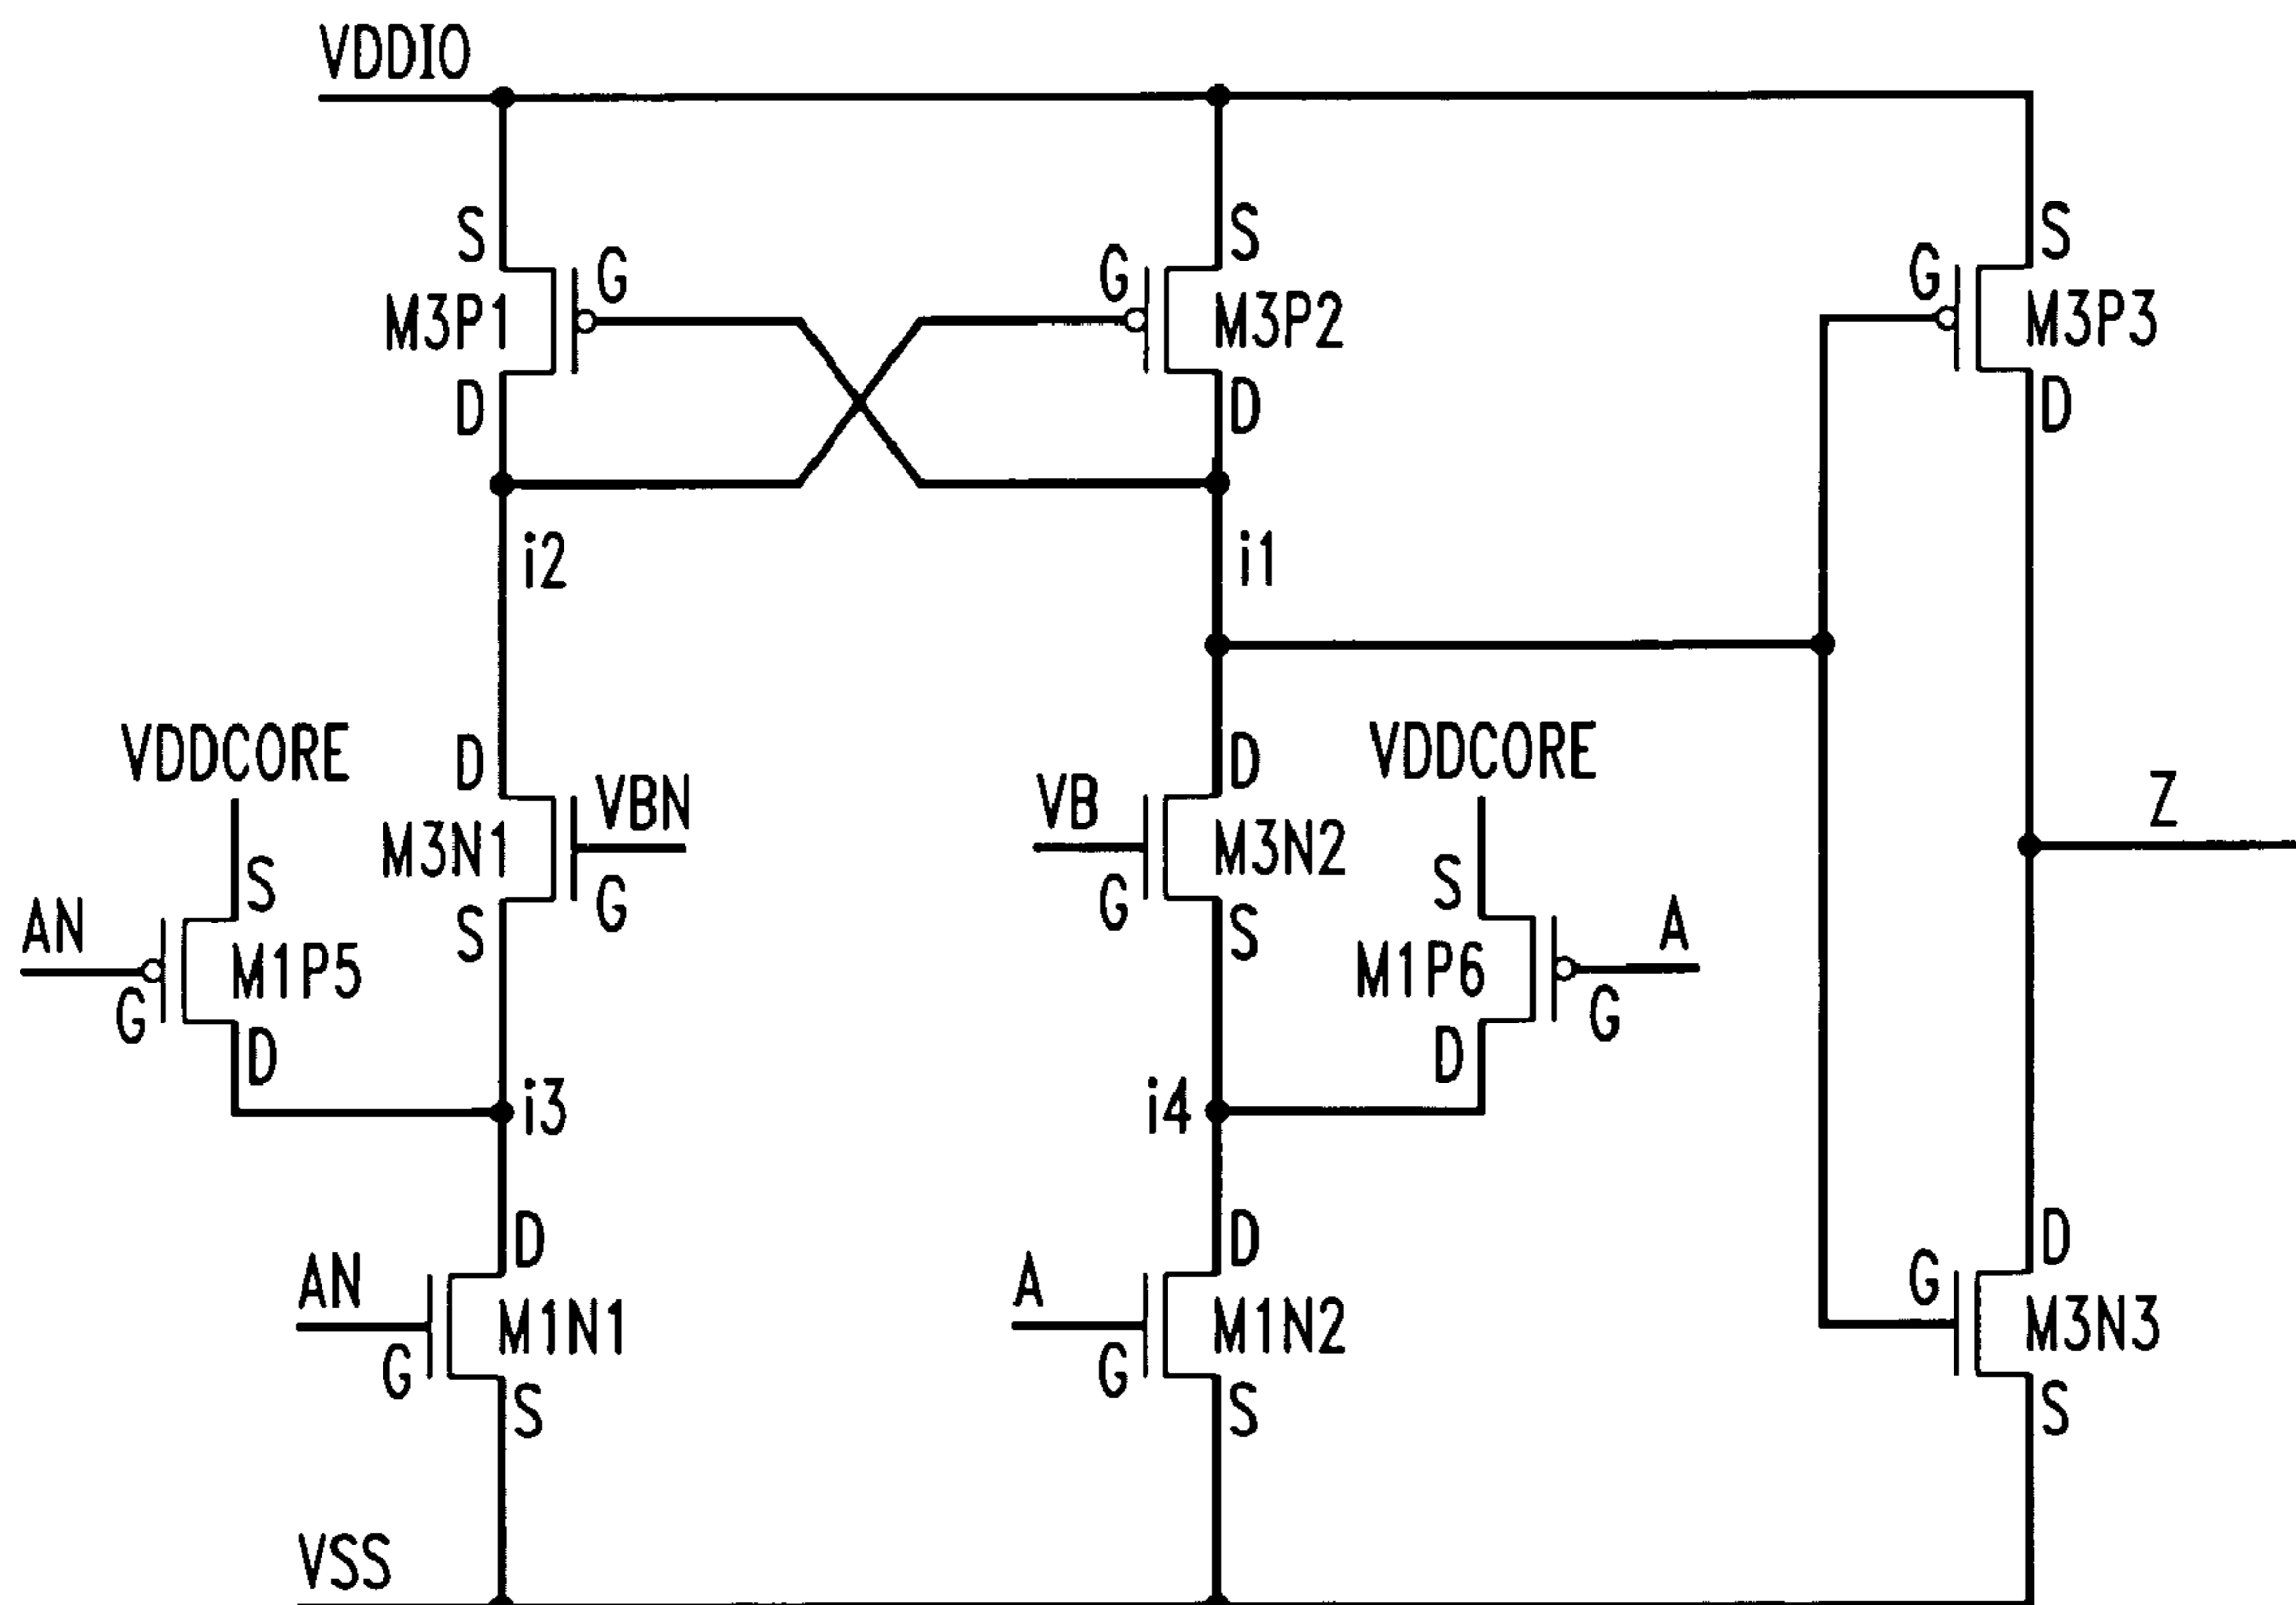 VDDIO
S
G
G
S
G
S
M3P1
M3P2
M3P3
D
D
D
i2
i1
VDDCORE
D
VBN
VB
D
VDDCORE
Z
M3N1
M3N2
S
G
G
S
AN
S
S
A
M1P5
M1P6
G
G
D
D
i3
i4
D
D
D
AN
A
G
M1N1
M1N2
M3N3
G
G
S
S
S
VSS